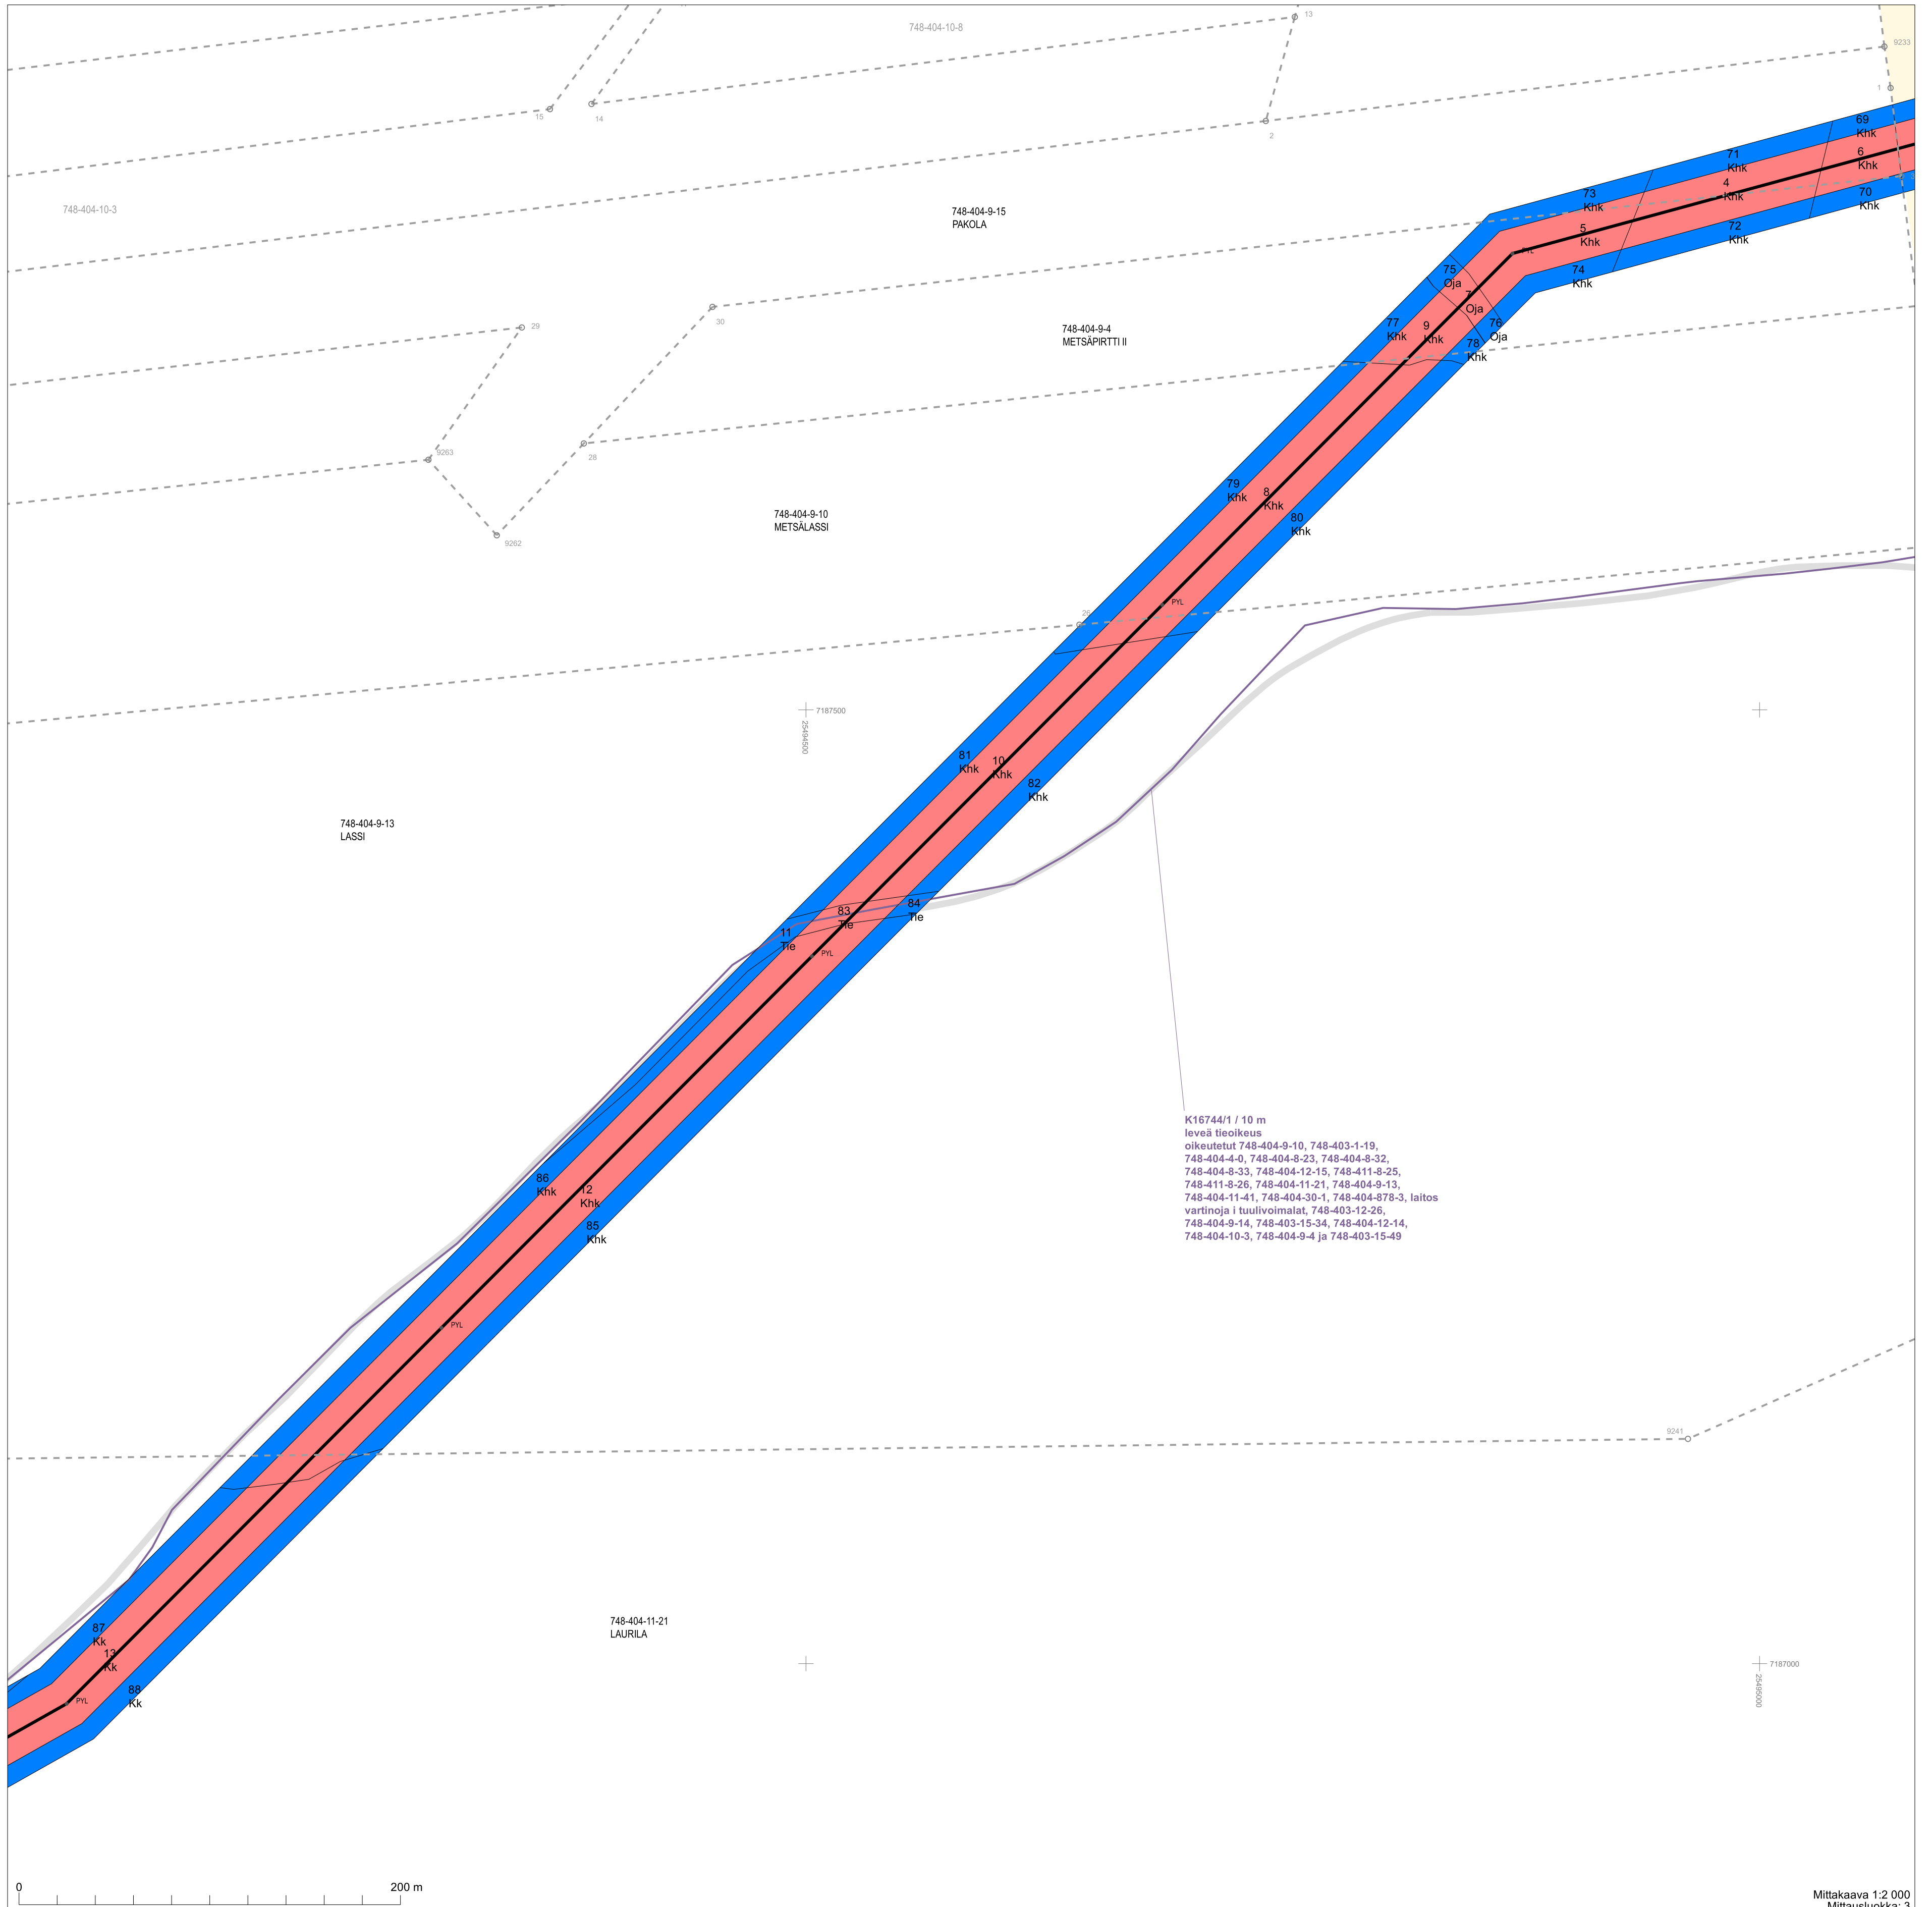 748-404-10-8
13
9233
1
15
14
2
69
Khk
71
Khk
6
Khk
4
Khk
73
Khk
70
Khk
748-404-10-3
748-404-9-15
PAKOLA
5
Khk
72
Khk
PYL
75
Oja
74
Khk
7
Oja
30
29
748-404-9-4
METSÄPIRTTI II
77
Khk
9
Khk
76
Oja
78
Khk
9263
28
79
Khk
8
Khk
80
Khk
748-404-9-10
METSÄLASSI
9262
PYL
26
7187500
25494500
81
Khk
10
Khk
82
Khk
748-404-9-13
LASSI
83
Tie
84
Tie
11
Tie
PYL
K16744/1 / 10 m
leveä tieoikeus
oikeutetut 748-404-9-10, 748-403-1-19,
748-404-4-0, 748-404-8-23, 748-404-8-32,
748-404-8-33, 748-404-12-15, 748-411-8-25,
748-411-8-26, 748-404-11-21, 748-404-9-13,
748-404-11-41, 748-404-30-1, 748-404-878-3, laitos
vartinoja i tuulivoimalat, 748-403-12-26,
748-404-9-14, 748-403-15-34, 748-404-12-14,
748-404-10-3, 748-404-9-4 ja 748-403-15-49
86
Khk
12
Khk
85
Khk
PYL
9241
87
Kk
748-404-11-21
LAURILA
13
Kk
7187000
25495000
88
Kk
PYL
0
200 m
Mittakaava 1:2 000
Mittausluokka: 3